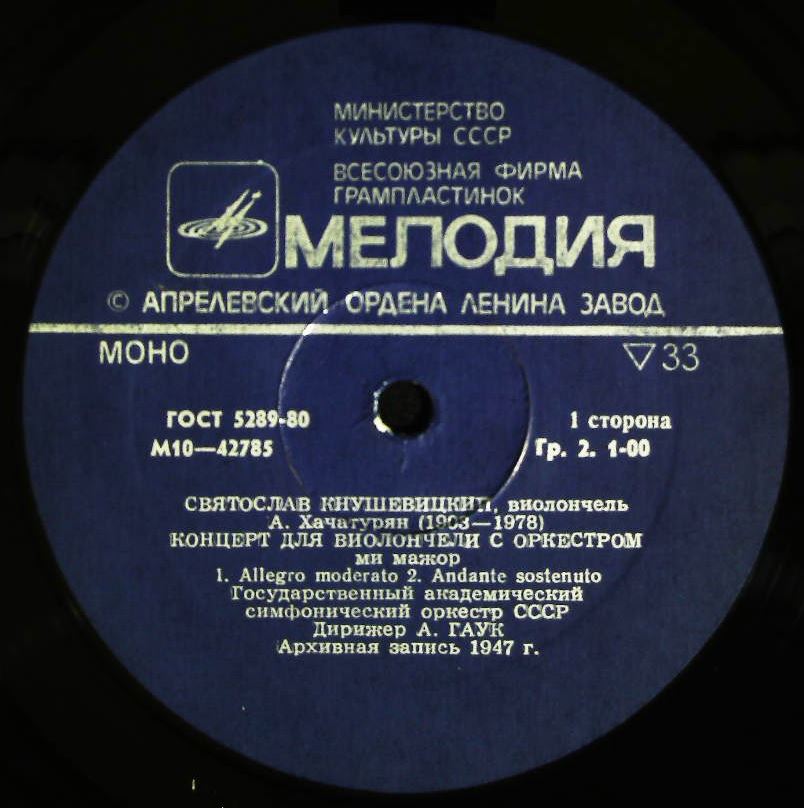 МИНИСТЕРСТВО
КУЛЬТУРЫ СССР
ВСЕСОЮЗНАЯ ФИРМА
ГРАМПЛАСТИНОК
МЕЛОДИЯ
© АПРЕЛЕВСКИЙ ОРДЕНА ЛЕНИНА ЗАВОД
МОНО ▽33
ГОСТ 5289-80 1 сторона
М10—42785 Гр. 2. 1-00
СВЯТОСЛАВ КНУШЕВИЦКИЙ, виолончель
А. Хачатурян (1903—1978)
КОНЦЕРТ ДЛЯ ВИОЛОНЧЕЛИ С ОРКЕСТРОМ
ми мажор
1. Allegro moderato 2. Andante sostenuto
Государственный академический
симфонический оркестр СССР
Дирижер А. ГАУК
Архивная запись 1947 г.